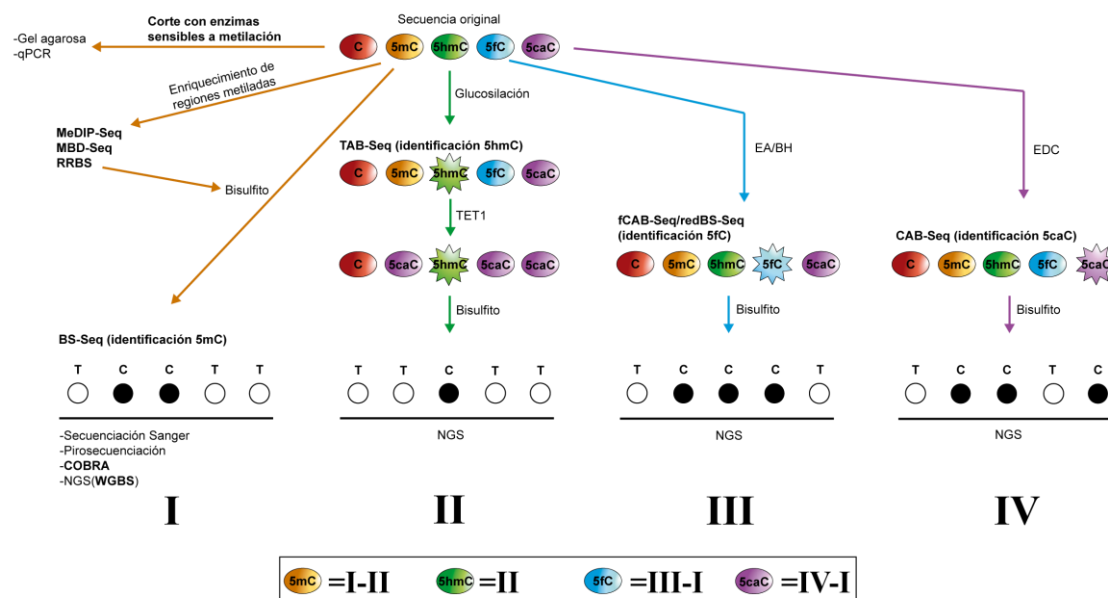 Corte con enzimas
sensibles a metilación
-Gel agarosa
-qPCR
Secuencia original
C 5mC 5hmC 5fC 5caC
Enriquecimiento de
regiones metiladas
Glucosilación
MeDIP-Seq
MBD-Seq
RRBS
Bisulfito
TAB-Seq (identificación 5hmC)
C 5mC 5hmC 5fC 5caC
TET1
C 5caC 5hmC 5caC 5caC
Bisulfito
EA/BH
fCAB-Seq/redBS-Seq
(identificación 5fC)
C 5mC 5hmC 5fC 5caC
Bisulfito
EDC
CAB-Seq (identificación 5caC)
C 5mC 5hmC 5fC 5caC
Bisulfito
BS-Seq (identificación 5mC)
T C C T T
T T C T T
T C C C T
T C C T C
-Secuenciación Sanger
-Pirosecuenciación
-COBRA
-NGS(WGBS)
NGS
NGS
NGS
I II III IV
5mC =I-II 5hmC =II 5fC =III-I 5caC =IV-I